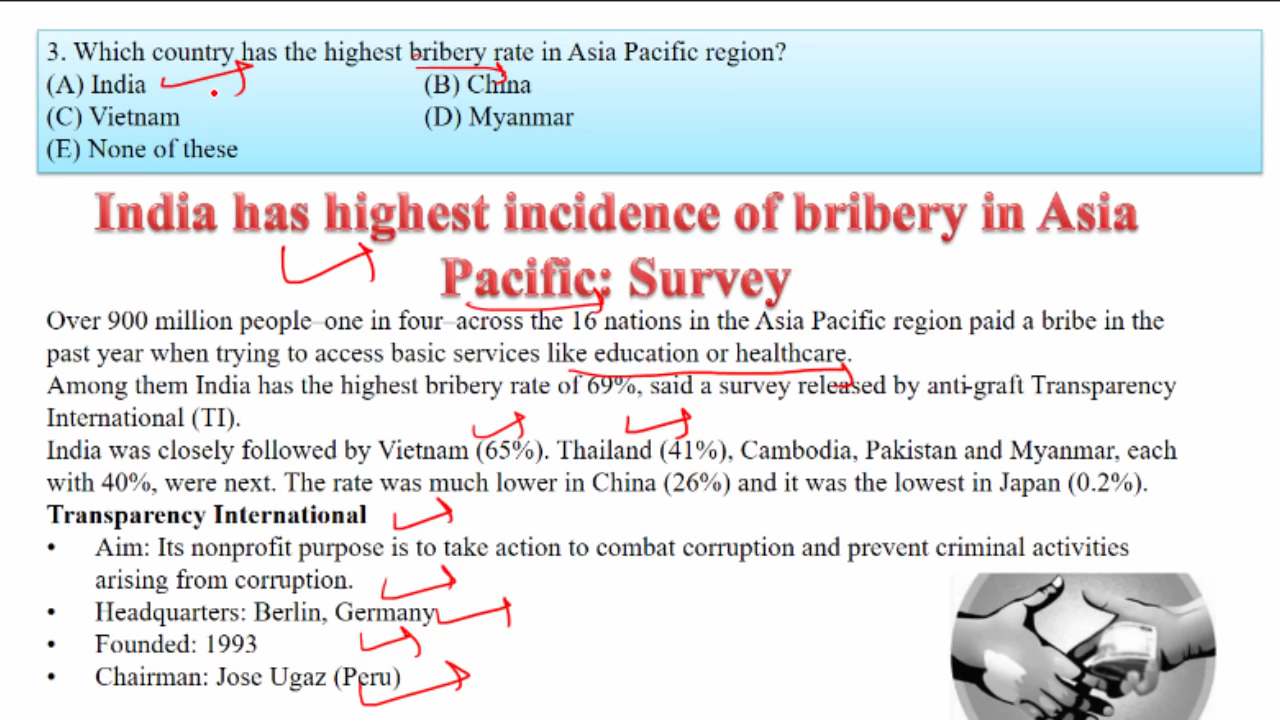 3. Which country has the highest bribery rate in Asia Pacific region?
(A) India (B) China
(C) Vietnam (D) Myanmar
(E) None of these
India has highest incidence of bribery in Asia
Pacific: Survey
Over 900 million people–one in four–across the 16 nations in the Asia Pacific region paid a bribe in the
past year when trying to access basic services like education or healthcare.
Among them India has the highest bribery rate of 69%, said a survey released by anti-graft Transparency
International (TI).
India was closely followed by Vietnam (65%). Thailand (41%), Cambodia, Pakistan and Myanmar, each
with 40%, were next. The rate was much lower in China (26%) and it was the lowest in Japan (0.2%).
Transparency International
• Aim: Its nonprofit purpose is to take action to combat corruption and prevent criminal activities
arising from corruption.
• Headquarters: Berlin, Germany
• Founded: 1993
• Chairman: Jose Ugaz (Peru)